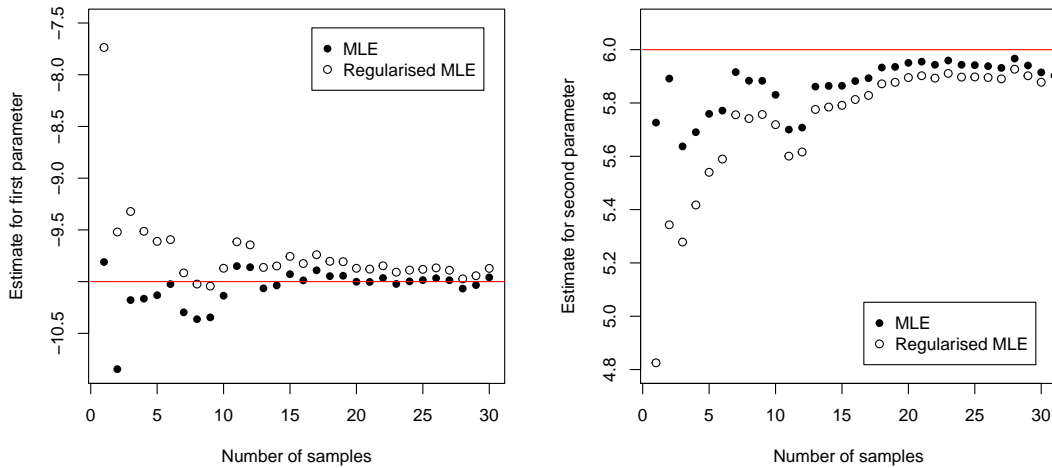 Estimate for first parameter
−7.5
−8.0
−8.5
−9.0
−9.5
−10.0
−10.5
MLE
Regularised MLE
0 5 10 15 20 25 30
Number of samples
Estimate for second parameter
6.0
5.8
5.6
5.4
5.2
5.0
4.8
MLE
Regularised MLE
0 5 10 15 20 25 30
Number of samples